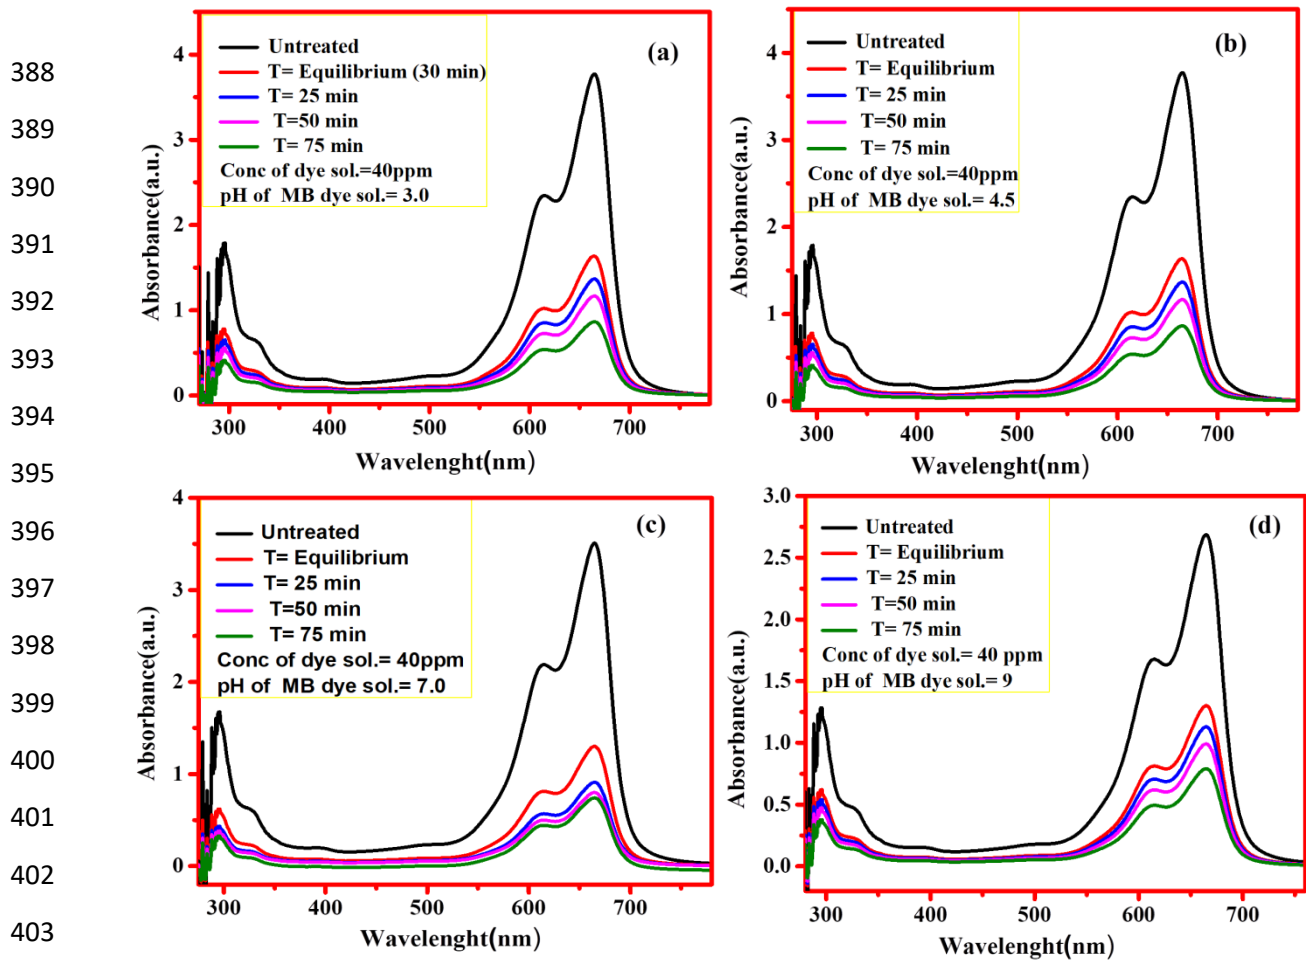 388
389
390
391
392
393
394
395
396
397
398
399
400
401
402
403
(a)
Untreated
T= Equilibrium (30 min)
T= 25 min
T=50 min
T= 75 min
Conc of dye sol.=40ppm
pH of MB dye sol.= 3.0
Absorbance(a.u.)
4
3
2
1
0
300 400 500 600 700
Wavelenght(nm)
(b)
Untreated
T= Equilibrium
T= 25 min
T=50 min
T= 75 min
Conc of dye sol.=40ppm
pH of MB dye sol.= 4.5
Absorbance(a.u.)
4
3
2
1
0
300 400 500 600 700
Wavelenght(nm)
(c)
Untreated
T= Equilibrium
T= 25 min
T=50 min
T= 75 min
Conc of dye sol.= 40ppm
pH of MB dye sol.= 7.0
Absorbance(a.u.)
4
3
2
1
0
300 400 500 600 700
Wavelenght(nm)
(d)
Untreated
T= Equilibrium
T= 25 min
T=50 min
T= 75 min
Conc of dye sol.= 40 ppm
pH of MB dye sol.= 9
Absorbance(a.u.)
3.0
2.5
2.0
1.5
1.0
0.5
0.0
300 400 500 600 700
Wavelenght(nm)